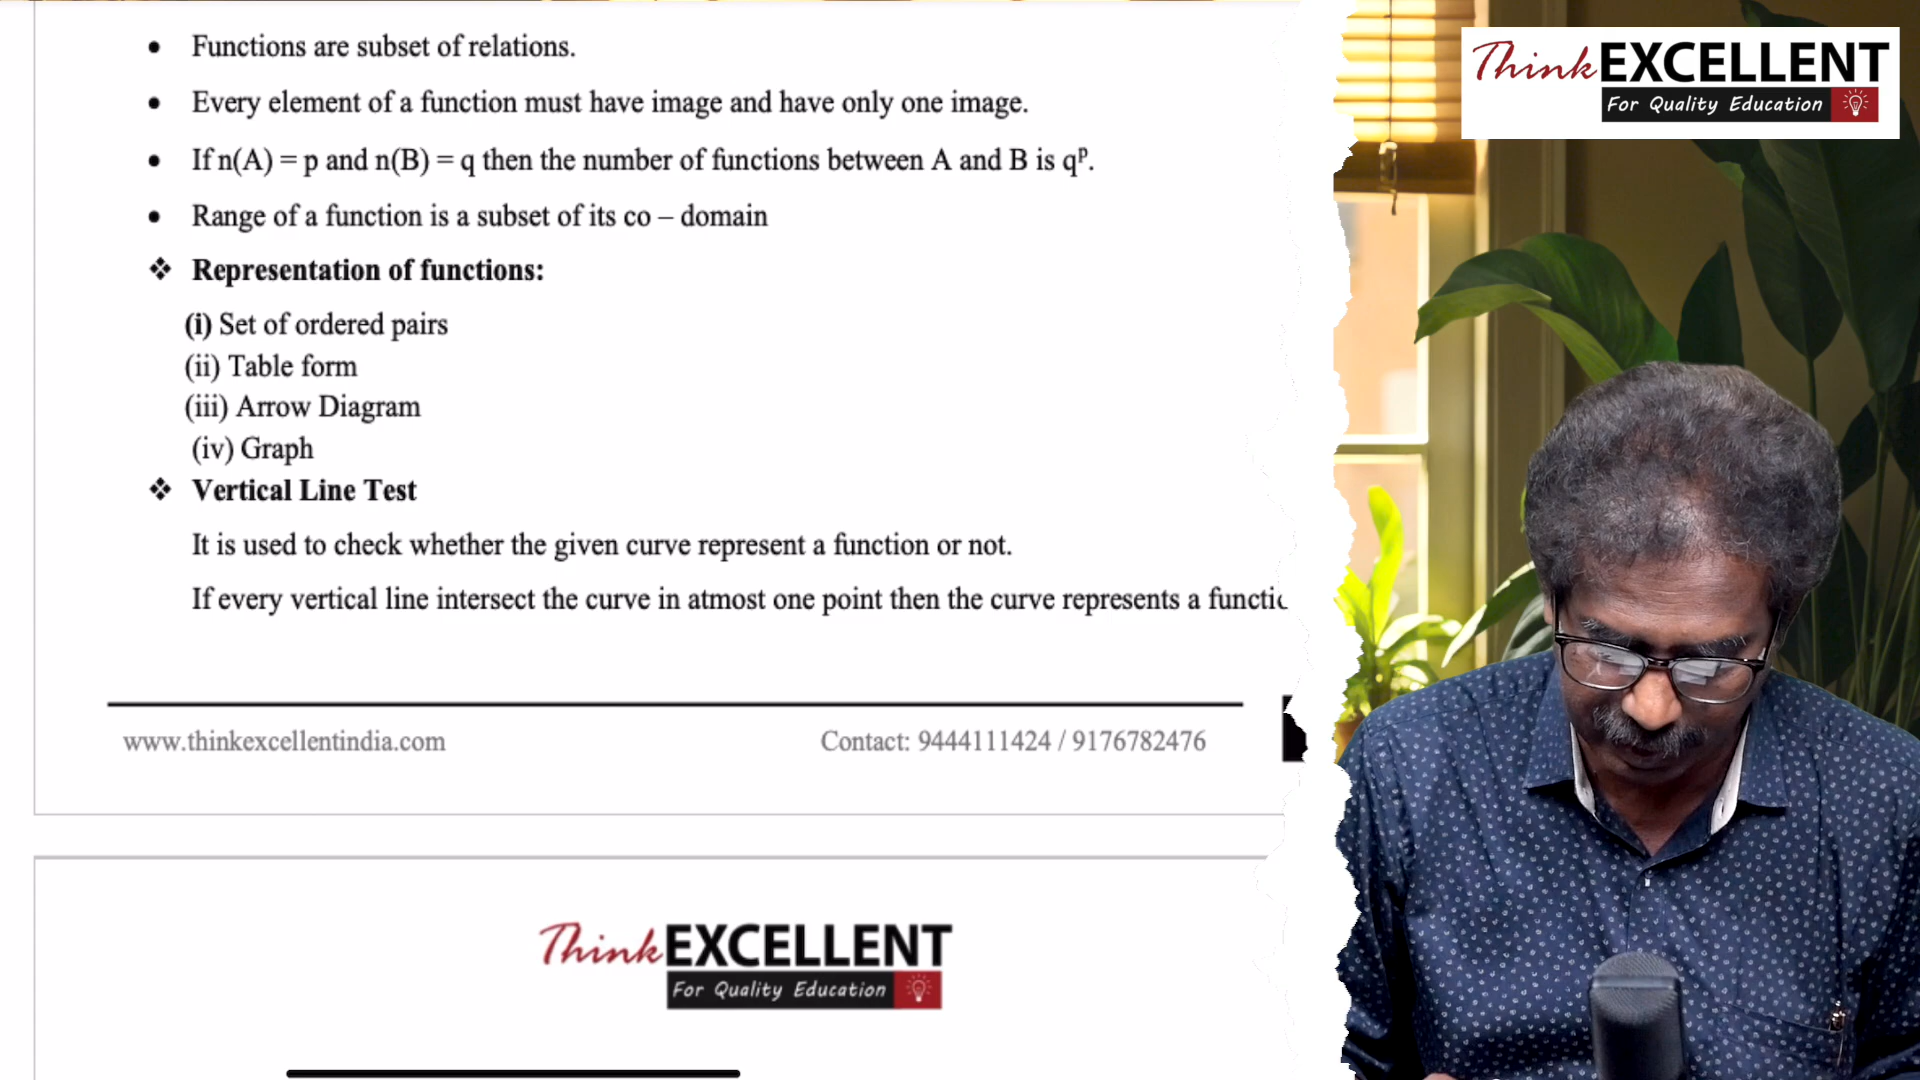 • Functions are subset of relations.
• Every element of a function must have image and have only one image.
• If n(A) = p and n(B) = q then the number of functions between A and B is qᵖ.
• Range of a function is a subset of its co – domain
❖ Representation of functions:
(i) Set of ordered pairs
(ii) Table form
(iii) Arrow Diagram
(iv) Graph
❖ Vertical Line Test
It is used to check whether the given curve represent a function or not.
If every vertical line intersect the curve in atmost one point then the curve represents a
www.thinkexcellentindia.com
Contact: 9444111424 / 9176782476
Think EXCELLENT
For Quality Education
Think EXCELLENT
For Quality Education